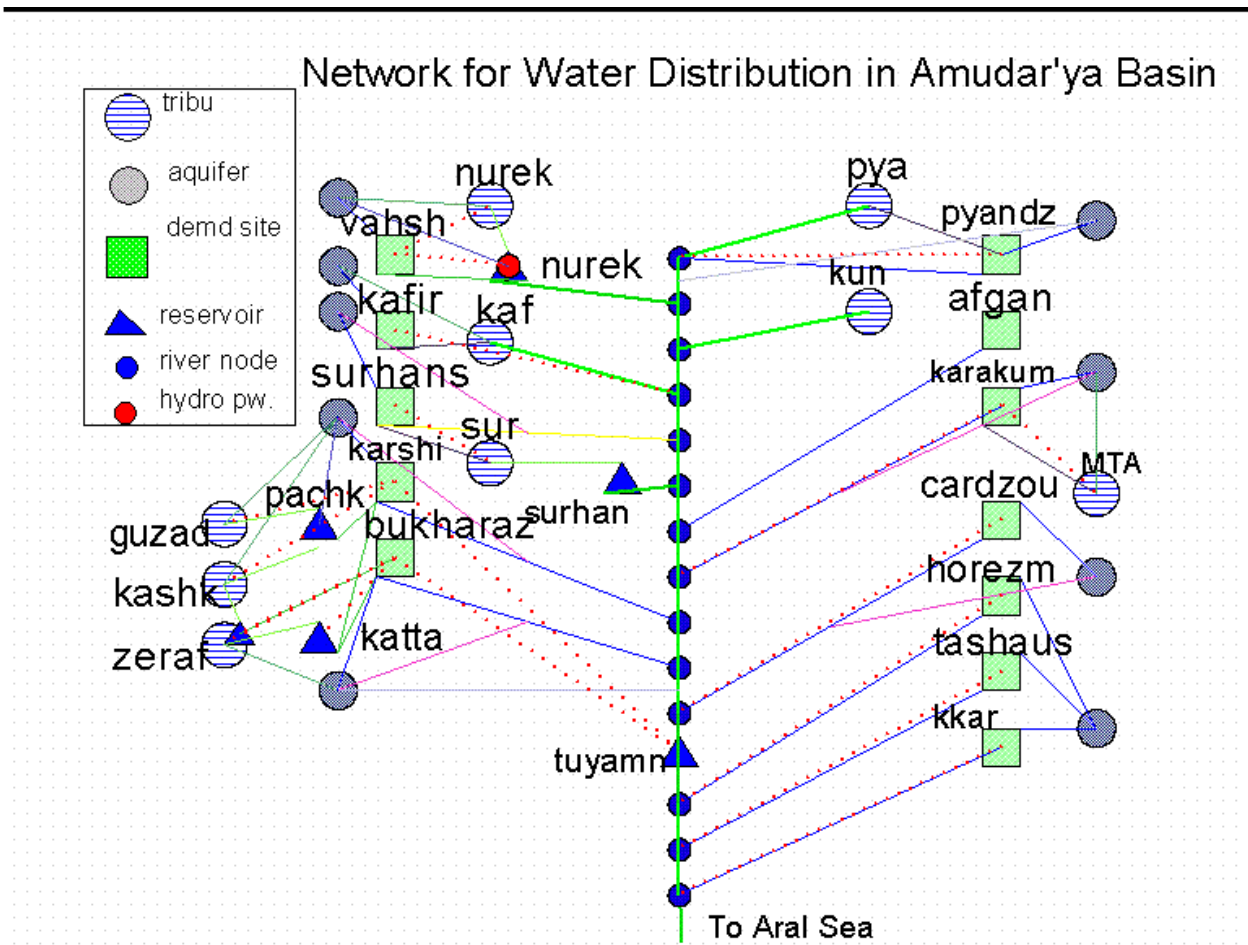 Network for Water Distribution in Amudar'ya Basin
tribu
aquifer
demd site
reservoir
river node
hydro pw.
nurek
vahsh
nurek
kafir
kaf
surhans
sur
karshi
surhan
pachk
bukharaz
guzad
kashk
zeraf
katta
tuyamn
pya
pyandz
kun
afgan
karakum
MTA
cardzou
horezm
tashaus
kkar
To Aral Sea